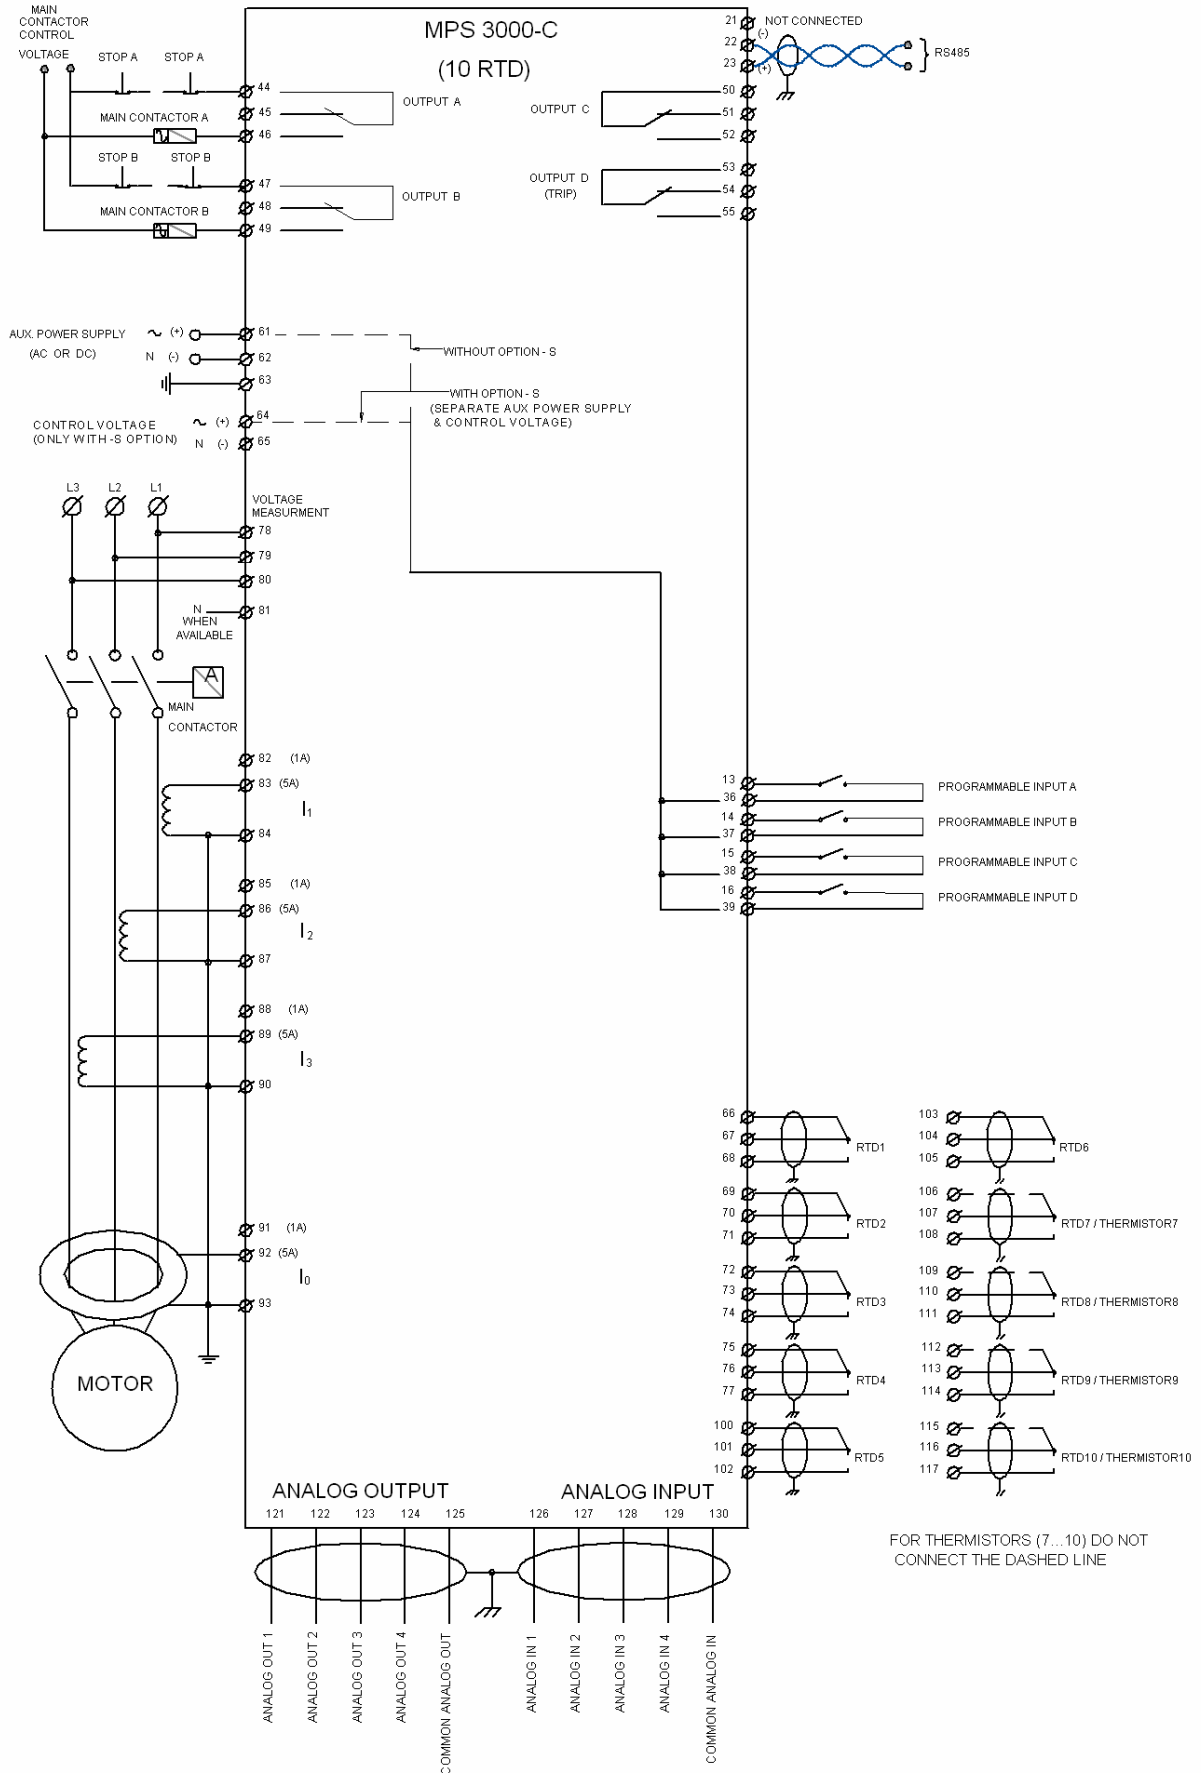 MAIN
CONTACTOR
CONTROL
VOLTAGE
STOP A
STOP A
MAIN CONTACTOR A
STOP B
STOP B
MAIN CONTACTOR B
44
45
46
47
48
49
OUTPUT A
OUTPUT B
MPS 3000-C
(10 RTD)
OUTPUT C
OUTPUT D
(TRIP)
21
22
23
50
51
52
53
54
55
NOT CONNECTED
(-)
(+)
RS485
AUX. POWER SUPPLY
(AC OR DC)
(+)
N (-)
61
62
63
WITHOUT OPTION - S
WITH OPTION - S
(SEPARATE AUX POWER SUPPLY
& CONTROL VOLTAGE)
CONTROL VOLTAGE
(ONLY WITH -S OPTION)
(+)
N (-)
64
65
L3
L2
L1
VOLTAGE
MEASURMENT
78
79
80
81
N
WHEN
AVAILABLE
A
MAIN
CONTACTOR
82 (1A)
83 (5A)
I1
84
85 (1A)
86 (5A)
I2
87
88 (1A)
89 (5A)
I3
90
91 (1A)
92 (5A)
I0
93
MOTOR
13
36
PROGRAMMABLE INPUT A
14
37
PROGRAMMABLE INPUT B
15
38
PROGRAMMABLE INPUT C
16
39
PROGRAMMABLE INPUT D
66
67
68
RTD1
69
70
71
RTD2
72
73
74
RTD3
75
76
77
RTD4
100
101
102
RTD5
103
104
105
RTD6
106
107
108
RTD7 / THERMISTOR7
109
110
111
RTD8 / THERMISTOR8
112
113
114
RTD9 / THERMISTOR9
115
116
117
RTD10 / THERMISTOR10
ANALOG OUTPUT
121 122 123 124 125
ANALOG INPUT
126 127 128 129 130
FOR THERMISTORS (7...10) DO NOT
CONNECT THE DASHED LINE
ANALOG OUT 1
ANALOG OUT 2
ANALOG OUT 3
ANALOG OUT 4
COMMON ANALOG OUT
ANALOG IN 1
ANALOG IN 2
ANALOG IN 3
ANALOG IN 4
COMMON ANALOG IN